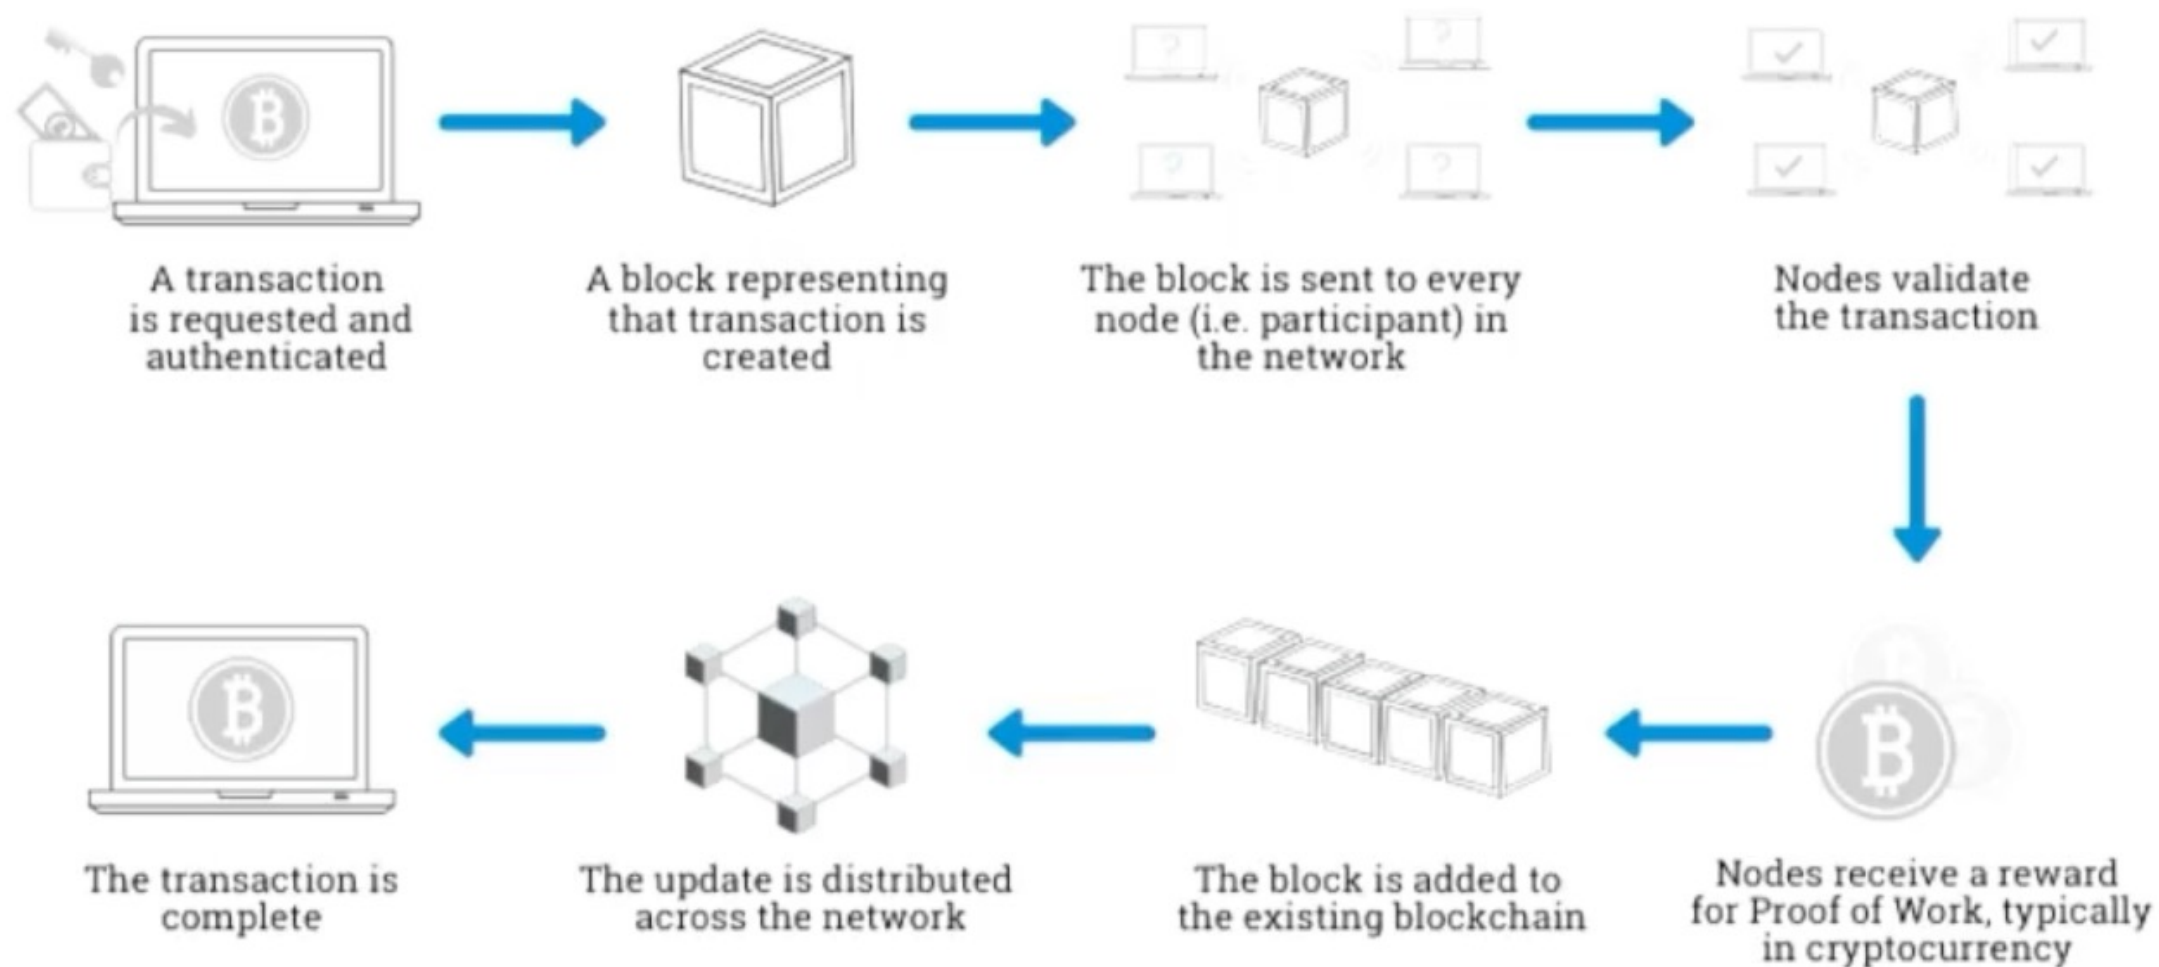 A transaction
is requested and
authenticated
A block representing
that transaction is
created
The block is sent to every
node (i.e. participant) in
the network
Nodes validate
the transaction
Nodes receive a reward
for Proof of Work, typically
in cryptocurrency
The block is added to
the existing blockchain
The update is distributed
across the network
The transaction is
complete